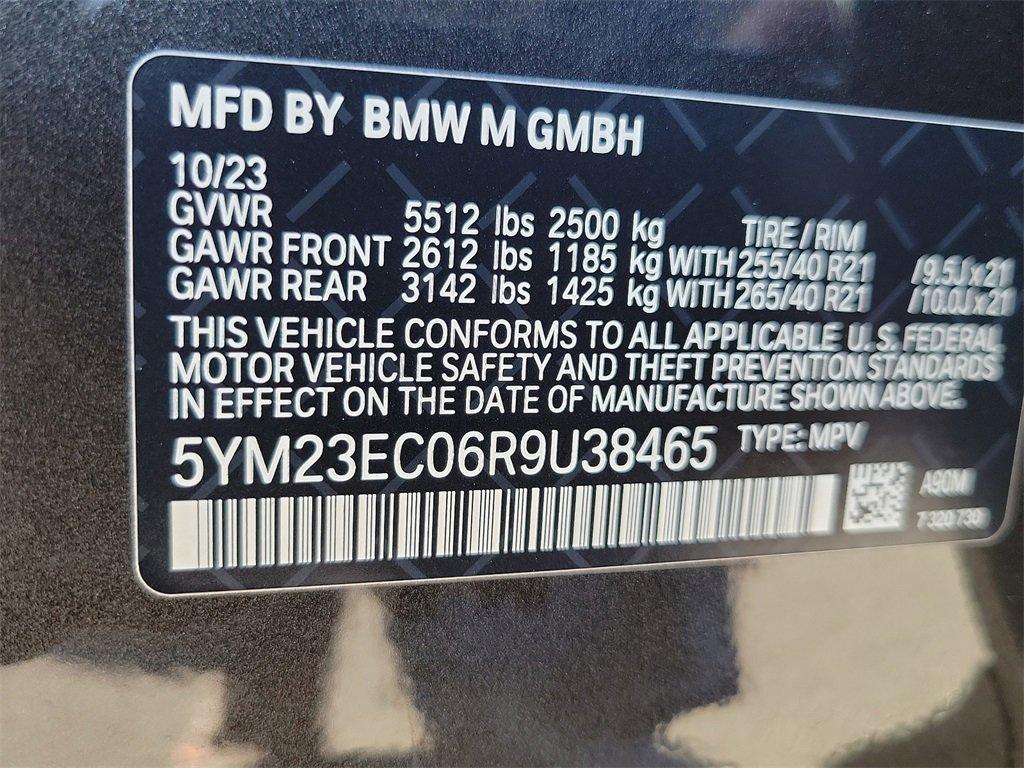 MFD BY BMW M GMBH
10/23
GVWR 5512 lbs 2500 kg TIRE / RIM
GAWR FRONT 2612 lbs 1185 kg WITH 255/40 R21 /9.5Jx21
GAWR REAR 3142 lbs 1425 kg WITH 265/40 R21 /10.0Jx21
THIS VEHICLE CONFORMS TO ALL APPLICABLE U.S. FEDERAL
MOTOR VEHICLE SAFETY AND THEFT PREVENTION STANDARDS
IN EFFECT ON THE DATE OF MANUFACTURE SHOWN ABOVE.
5YM23EC06R9U38465 TYPE: MPV
A90M
7 320 730